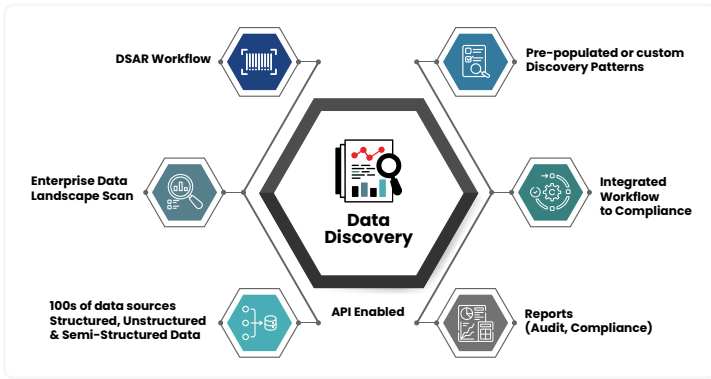 DSAR Workflow
Pre-populated or custom
Discovery Patterns
Enterprise Data
Landscape Scan
Data
Discovery
Integrated
Workflow
to Compliance
100s of data sources
Structured, Unstructured
& Semi-Structured Data
API Enabled
Reports
(Audit, Compliance)